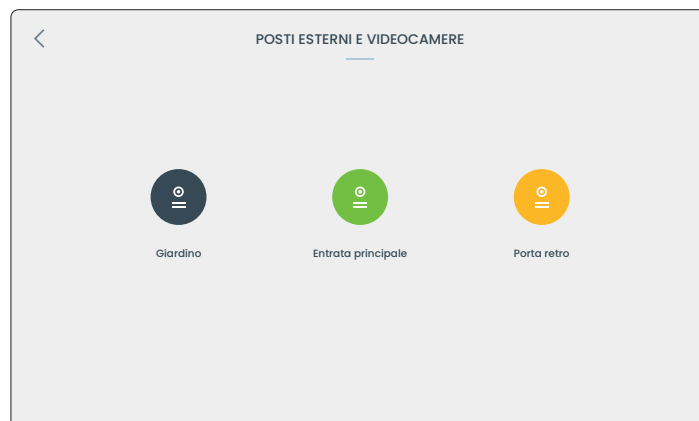 POSTI ESTERNI E VIDEOCAMERE
Giardino
Entrata principale
Porta retro